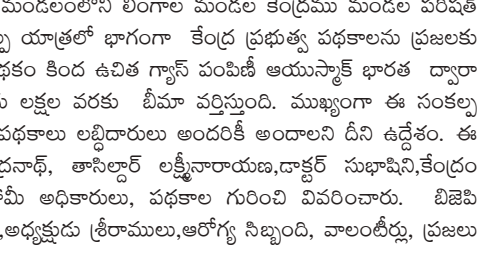 మండలంలోని లింగాల మండల కేంద్రము మండల పరిషత్
యాత్రలో భాగంగా కేంద్ర ప్రభుత్వ పథకాలను ప్రజలకు
థకం కింద ఉచిత గ్యాస్ పంపిణీ ఆయుస్మాక్ భారత ద్వారా
లక్షల వరకు బీమా వర్తిస్తుంది. ముఖ్యంగా ఈ సంకల్ప
పథకాలు లబ్ధిదారులు అందరికీ అందాలని దీని ఉద్దేశం. ఈ
ద్రనాథ్, తాసిల్దార్ లక్ష్మీనారాయణ,డాక్టర్ సుభాషిని,కేంద్రం
మీ అధికారులు, పథకాల గురించి వివరించారు. బిజెపి
,అధ్యక్షుడు శ్రీరాములు,ఆరోగ్య సిబ్బంది, వాలంటీర్లు, ప్రజలు